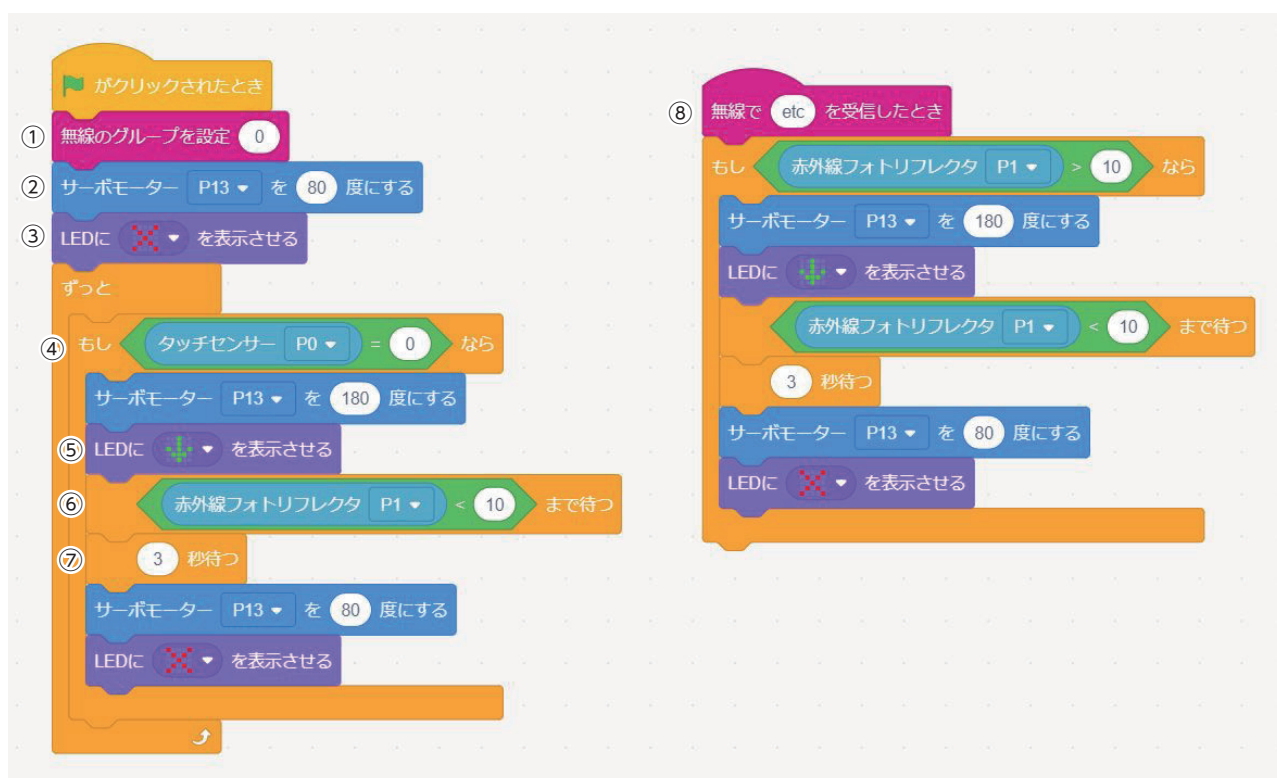 がクリックされたとき
① 無線のグループを設定 0
② サーボモーター P13 を 80 度にする
③ LEDに を表示させる
ずっと
④ もし タッチセンサー P0 = 0 なら
サーボモーター P13 を 180 度にする
⑤ LEDに を表示させる
⑥ 赤外線フォトリフレクタ P1 < 10 まで待つ
⑦ 3 秒待つ
サーボモーター P13 を 80 度にする
LEDに を表示させる
⑧ 無線で etc を受信したとき
もし 赤外線フォトリフレクタ P1 > 10 なら
サーボモーター P13 を 180 度にする
LEDに を表示させる
赤外線フォトリフレクタ P1 < 10 まで待つ
3 秒待つ
サーボモーター P13 を 80 度にする
LEDに を表示させる